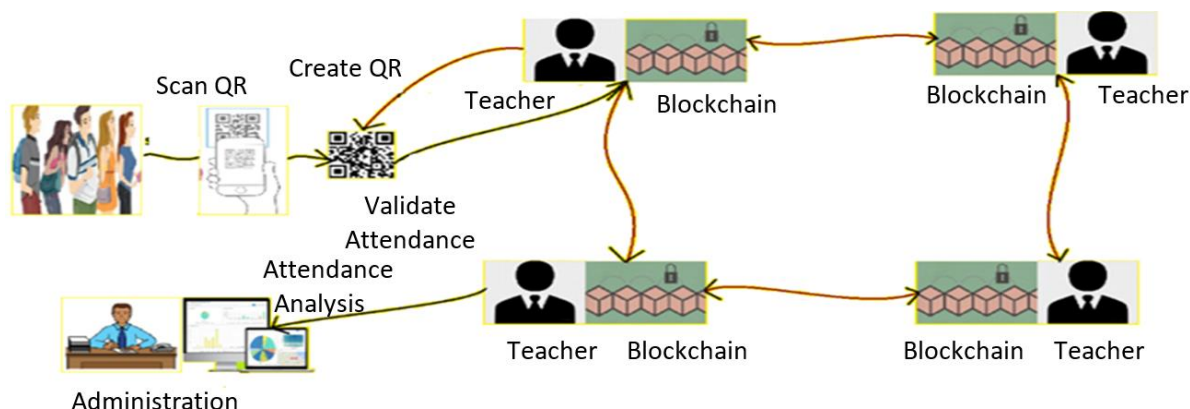 Scan QR
Create QR
Teacher
Blockchain
Blockchain
Teacher
Validate
Attendance
Attendance
Analysis
Teacher
Blockchain
Blockchain
Teacher
Administration